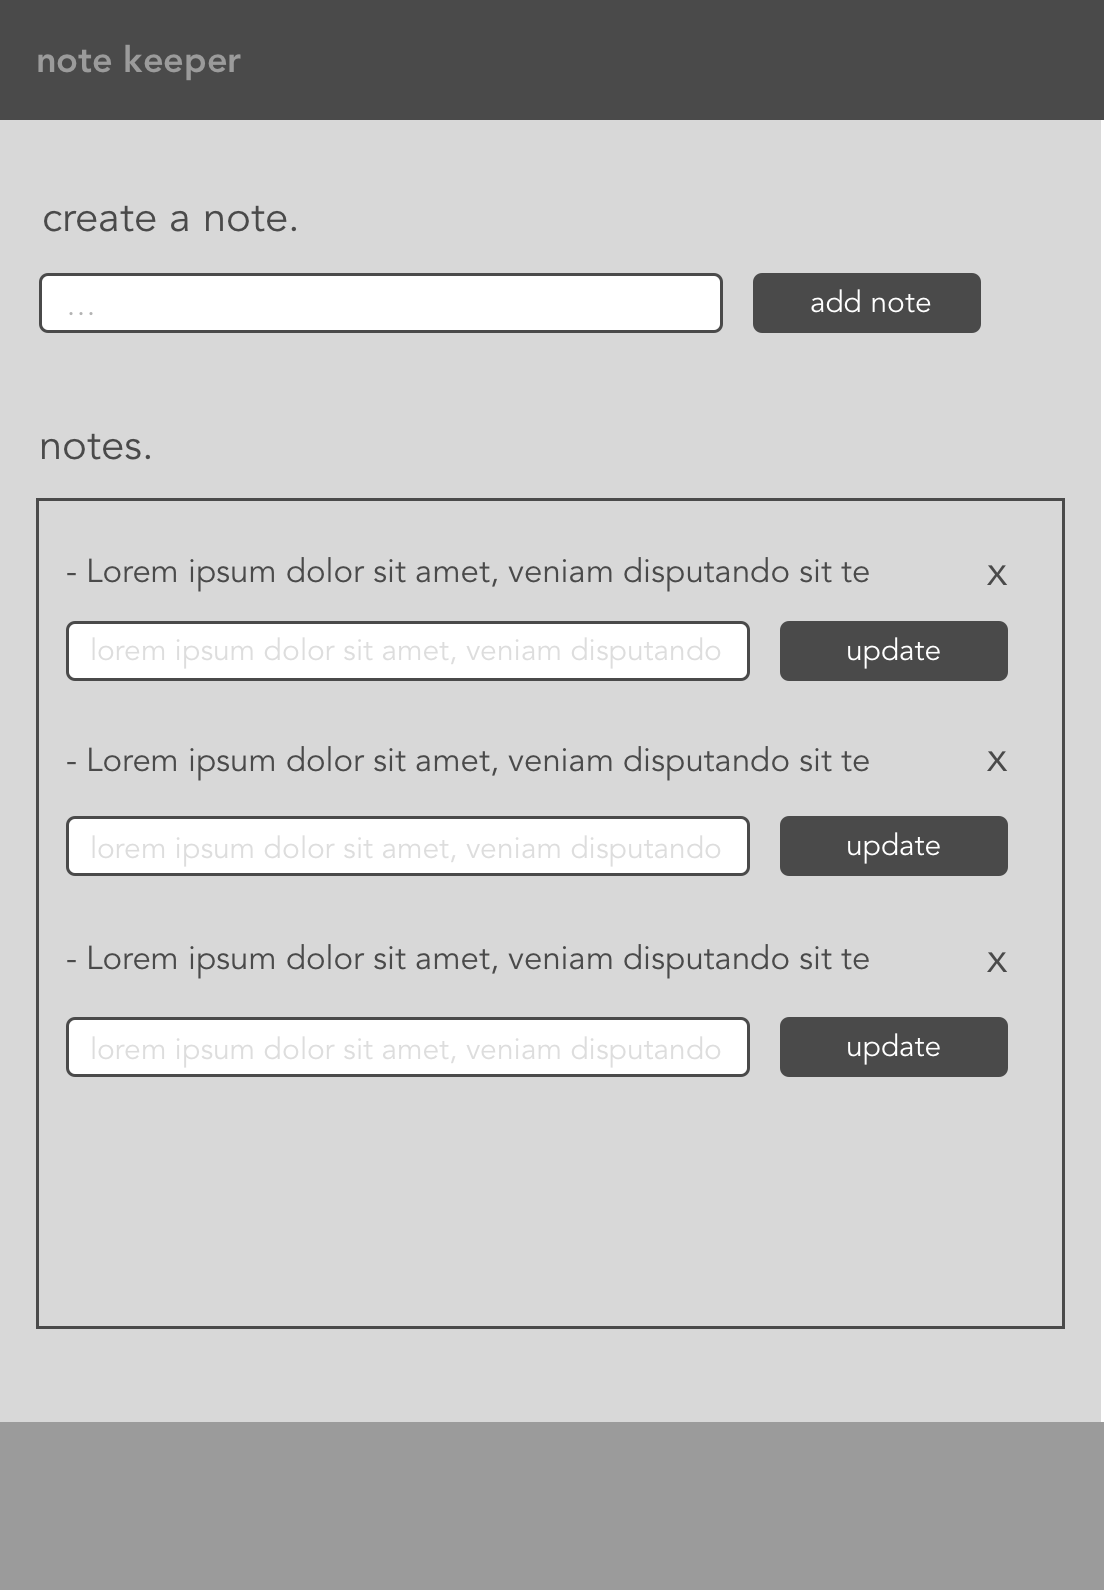 note keeper
create a note.
...
add note
notes.
- Lorem ipsum dolor sit amet, veniam disputando sit te
x
lorem ipsum dolor sit amet, veniam disputando
update
- Lorem ipsum dolor sit amet, veniam disputando sit te
x
lorem ipsum dolor sit amet, veniam disputando
update
- Lorem ipsum dolor sit amet, veniam disputando sit te
x
lorem ipsum dolor sit amet, veniam disputando
update